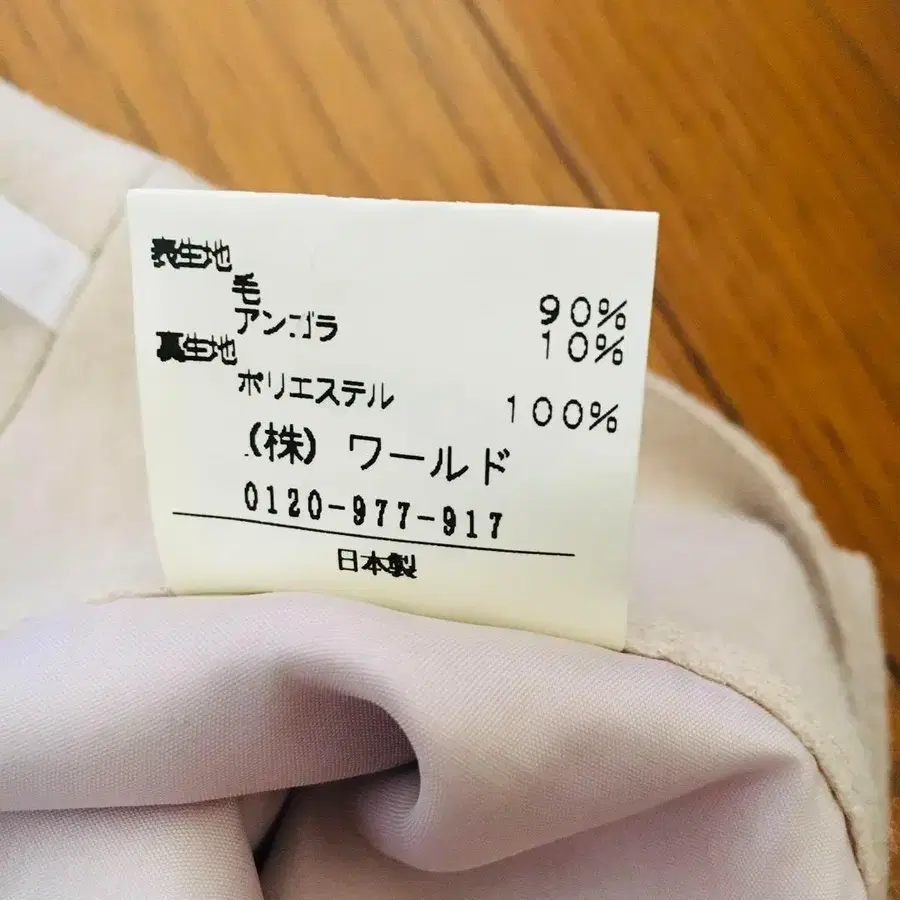 表生地
毛 90%
アンゴラ 10%
裏生地
ポリエステル 100%
(株) ワールド
0120-977-917
日本製